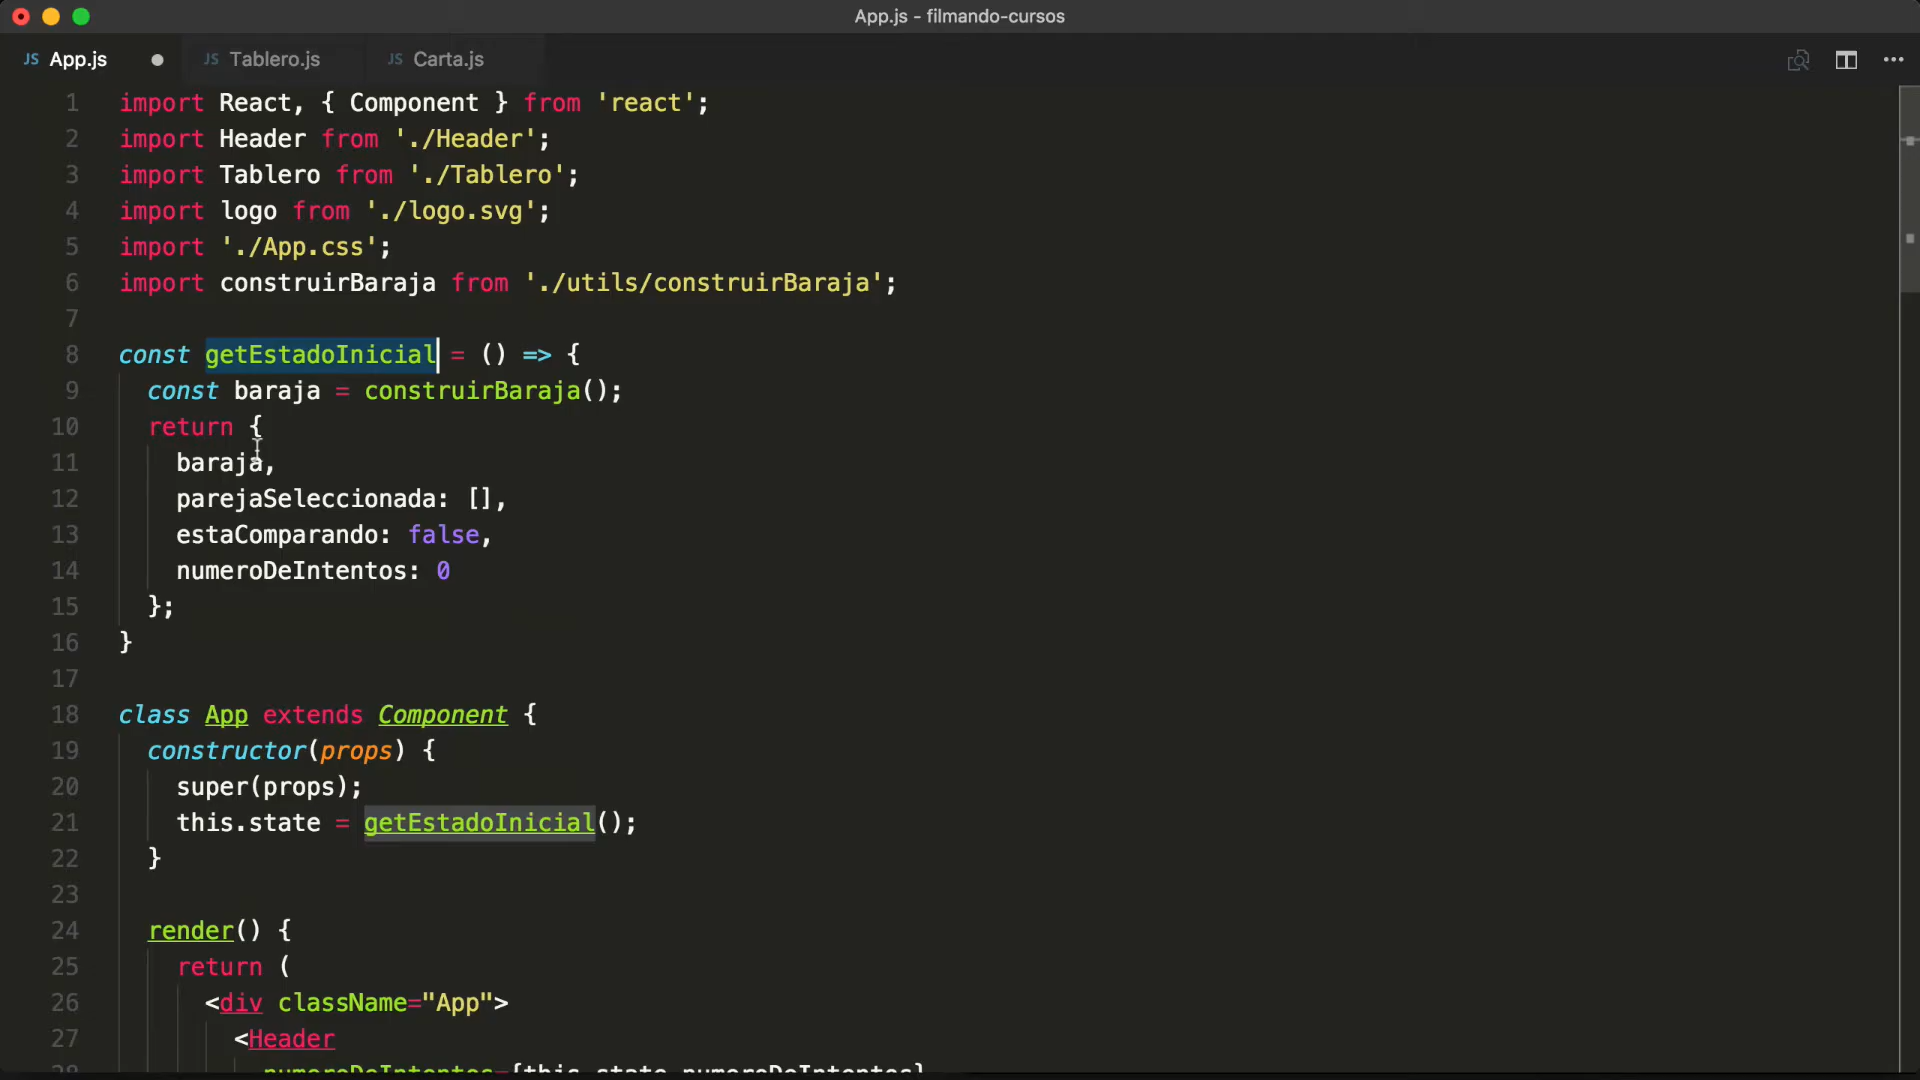 App.js - filmando-cursos
JS App.js JS Tablero.js JS Carta.js
1 import React, { Component } from 'react';
2 import Header from './Header';
3 import Tablero from './Tablero';
4 import logo from './logo.svg';
5 import './App.css';
6 import construirBaraja from './utils/construirBaraja';
7
8 const getEstadoInicial = () => {
9 const baraja = construirBaraja();
10 return {
11 baraja,
12 parejaSeleccionada: [],
13 estaComparando: false,
14 numeroDeIntentos: 0
15 };
16 }
17
18 class App extends Component {
19 constructor(props) {
20 super(props);
21 this.state = getEstadoInicial();
22 }
23
24 render() {
25 return (
26 <div className="App">
27 <Header
28 numeroDeIntentos={this.state.numeroDeIntentos}